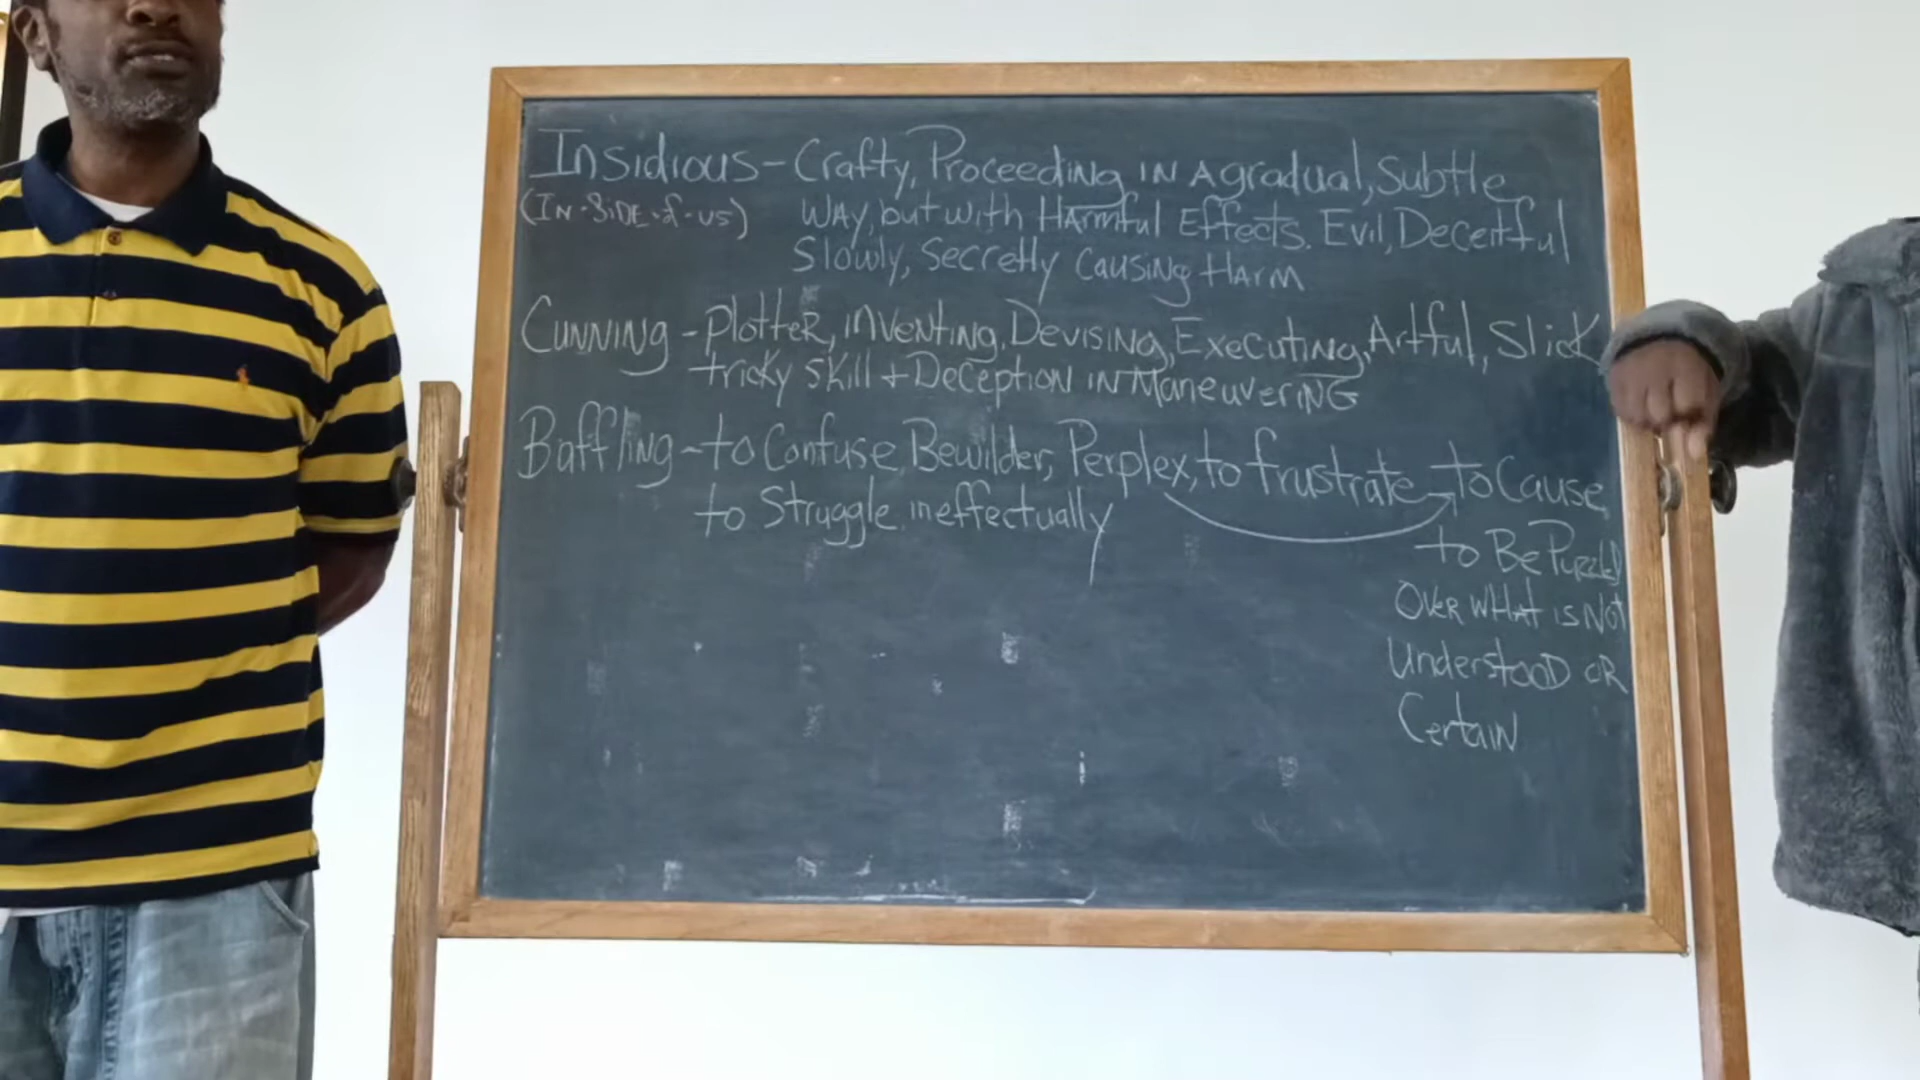 Insidious - Crafty, Proceeding IN A gradual, Subtle
(IN-SIDE-of-us) WAY, but with HArmful Effects. Evil, Deceitful
Slowly, Secretly Causing HArm
Cunning - Plotter, inventing, Devising, Executing, Artful, Slick
tricky Skill + Deception IN Maneuvering
Baffling - to Confuse, Bewilder, Perplex, to frustrate to Cause,
to Struggle ineffectually
to Be Puzzled
Over WHat is Not
Understood or
Certain